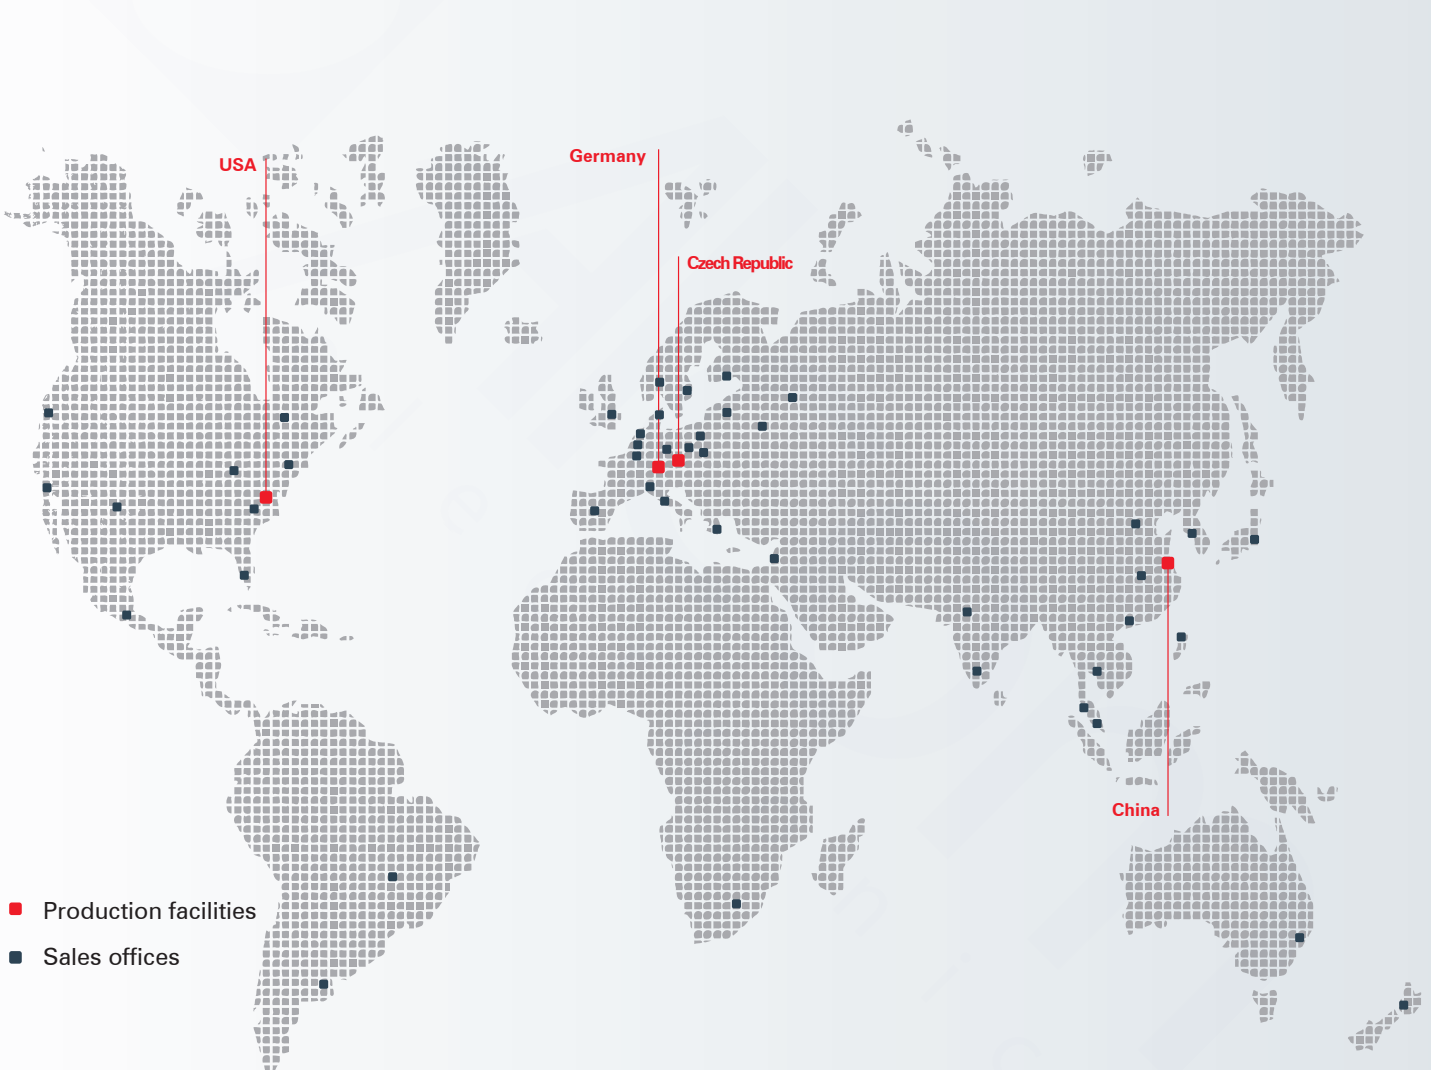 USA
Germany
Czech Republic
China
Production facilities
Sales offices